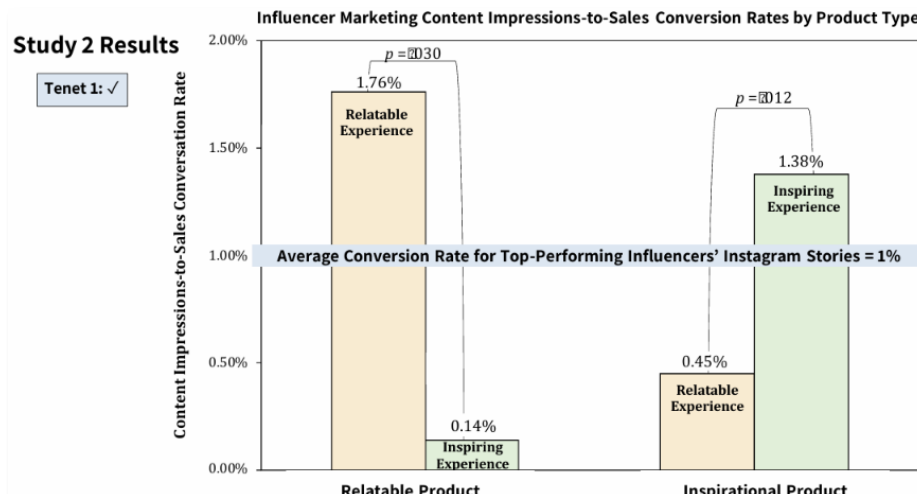 Influencer Marketing Content Impressions-to-Sales Conversion Rates by Product Type
Study 2 Results
Tenet 1: ✓
Content Impressions-to-Sales Conversation Rate
2.00%
1.50%
1.00%
0.50%
0.00%
p = 030
1.76%
Relatable
Experience
0.14%
Inspiring
Experience
p = 012
1.38%
Inspiring
Experience
Average Conversion Rate for Top-Performing Influencers' Instagram Stories = 1%
0.45%
Relatable
Experience
Relatable Product
Inspirational Product